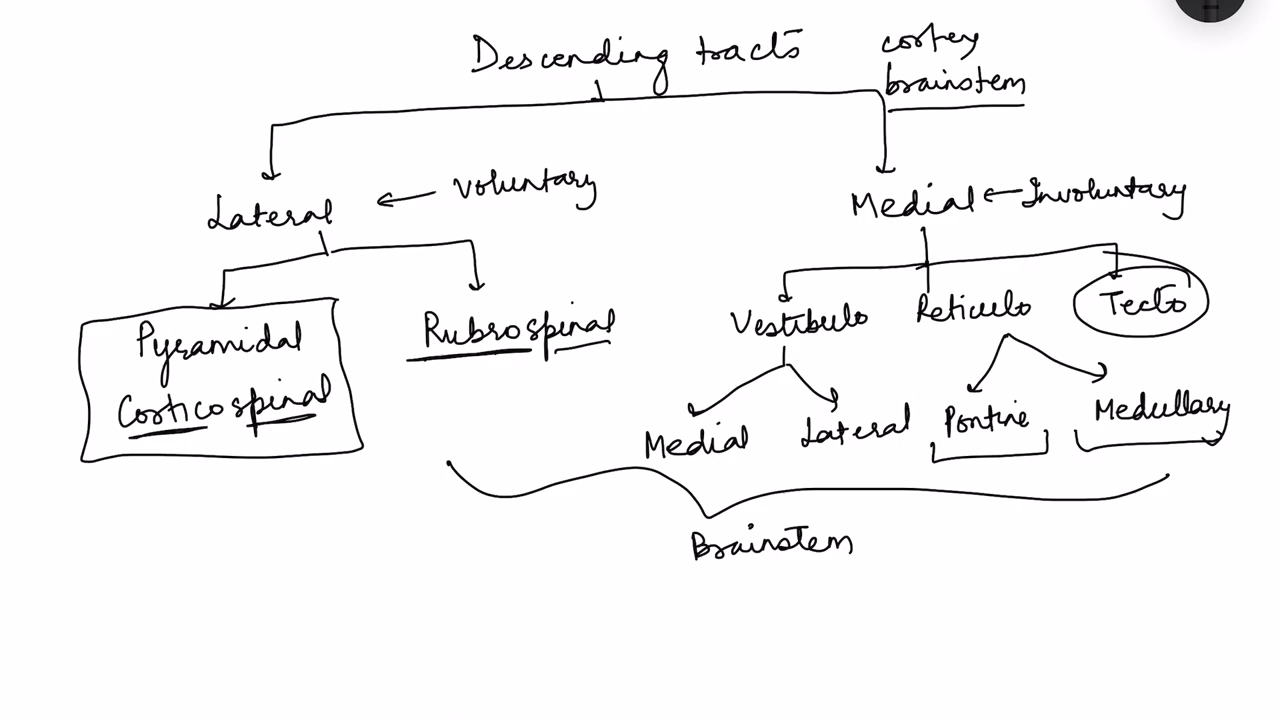 Descending tracts
cortex
brainstem
Lateral ← voluntary
Medial ← Involuntary
Pyramidal
Corticospinal
Rubrospinal
Vestibulo
Reticulo
Tecto
Medial
Lateral
Pontine
Medullary
Brainstem